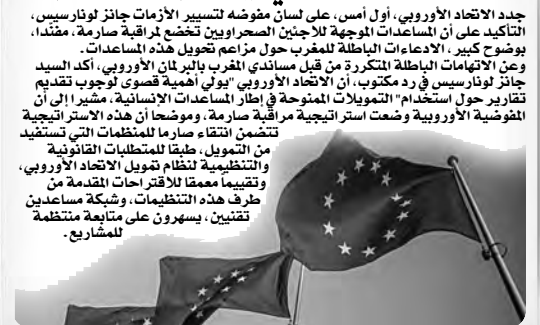 جدد الاتحاد الأوروبي، أول أمس، على لسان مفوضه لتسيير الأزمات جانز لونارسيس،
التأكيد على أن المساعدات الموجهة للاجئين الصحراويين تخضع لمراقبة صارمة، مفندا،
بوضوح كبير، الادعاءات الباطلة للمغرب حول مزاعم تحويل هذه المساعدات.
وعن الاتهامات الباطلة المتكررة من قبل مساندي المغرب بالبرلمان الأوروبي، أكد السيد
جانز لونارسيس في رد مكتوب، أن الاتحاد الأوروبي "يولي أهمية قصوى لوجوب تقديم
تقارير حول استخدام" التمويلات الممنوحة في إطار المساعدات الإنسانية، مشيرا إلى أن
المفوضية الأوروبية وضعت استراتيجية مراقبة صارمة، وموضحا أن هذه الاستراتيجية
تتضمن انتقاء صارما للمنظمات التي تستفيد
من التمويل، طبقا للمتطلبات القانونية
والتنظيمية لنظام تمويل الاتحاد الأوروبي،
وتقييما معمقا للاقتراحات المقدمة من
طرف هذه التنظيمات، وشبكة مساعدين
تقنيين، يسهرون على متابعة منتظمة
للمشاريع.